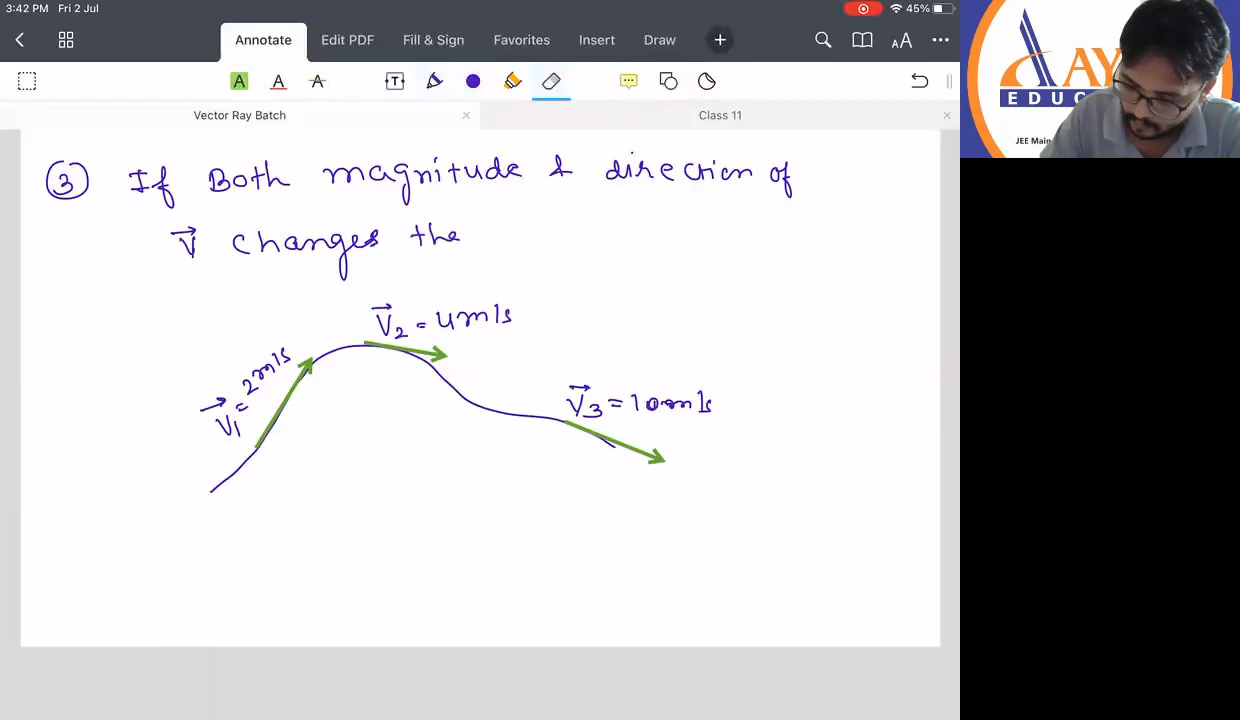 3:42 PM Fri 2 Jul
45%
Annotate
Edit PDF
Fill & Sign
Favorites
Insert
Draw
Vector Ray Batch
Class 11
③ If Both magnitude & direction of
V⃗ changes the
V⃗₂ = 4m/s
V⃗₁ = 2m/s
V⃗₃ = 10m/s
AY
EDUC
JEE Main